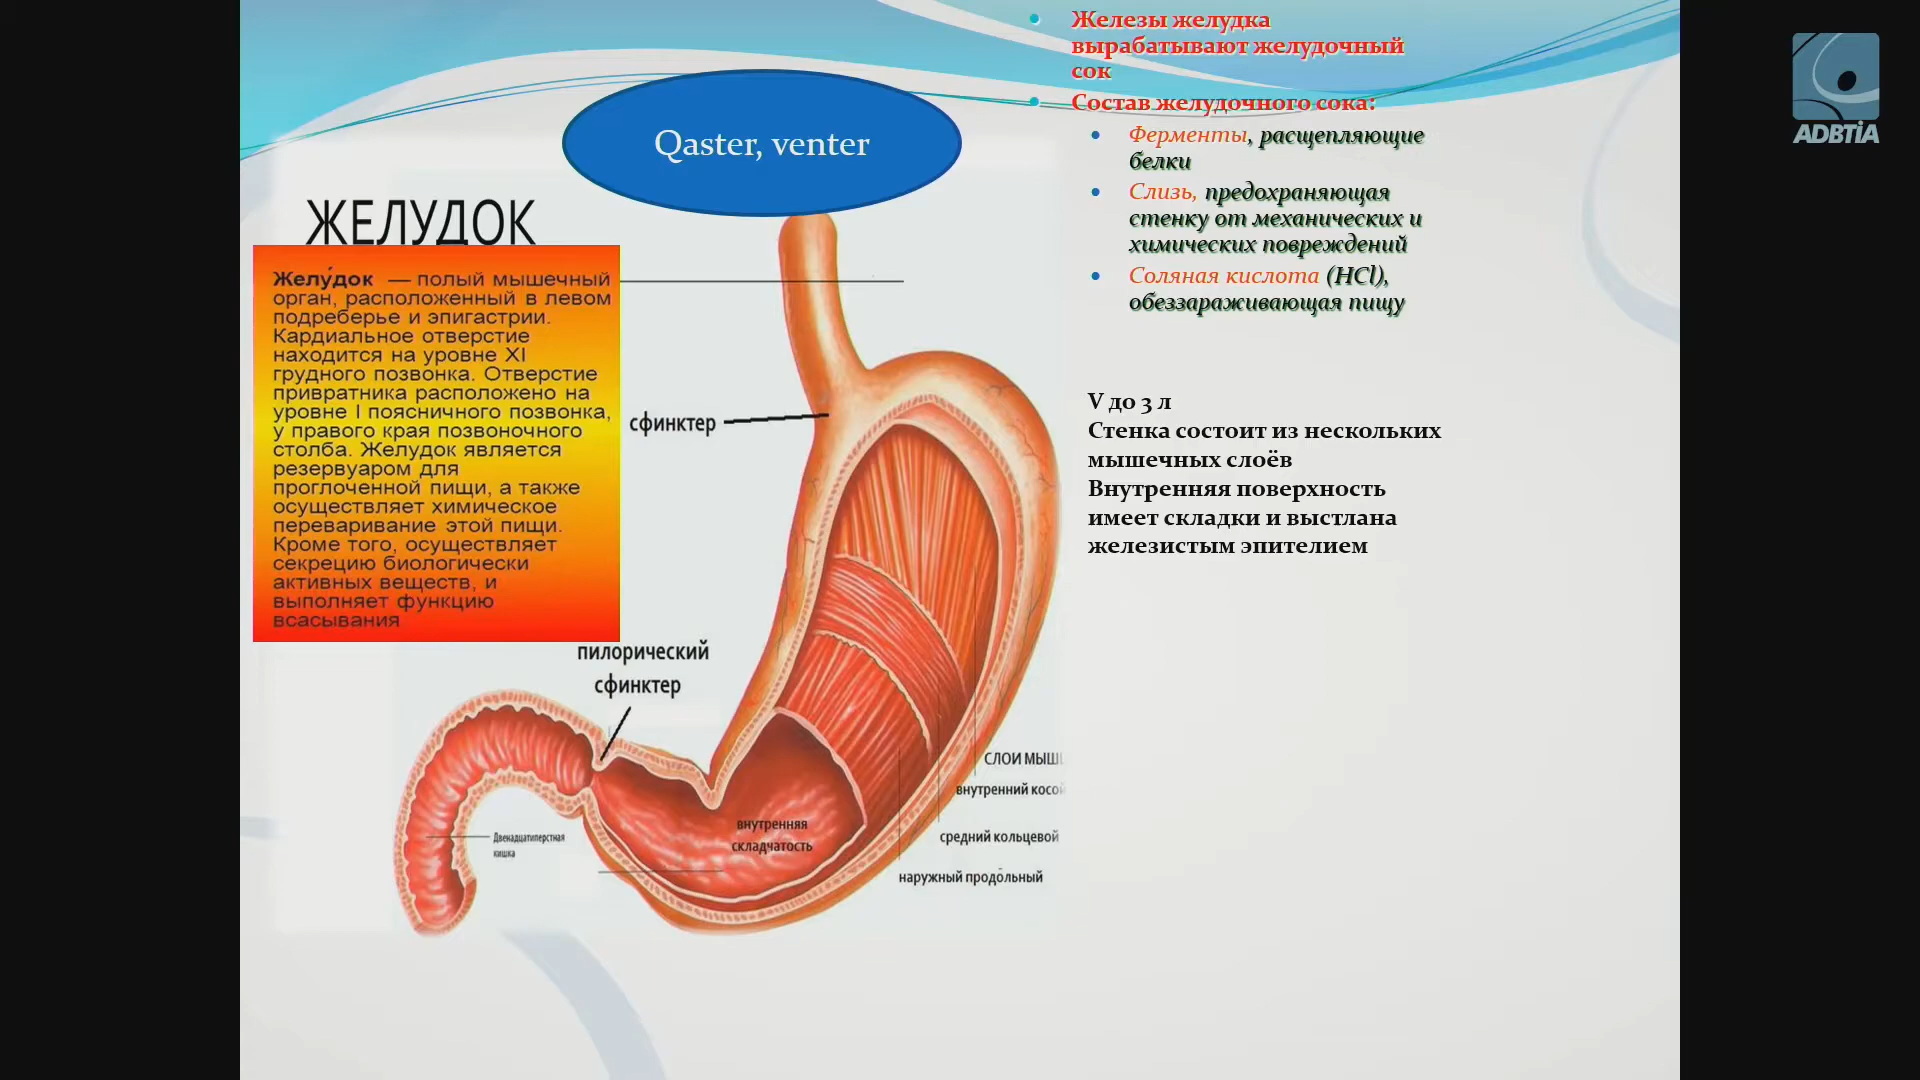 Qaster, venter
ЖЕЛУДОК
Желу́док — полый мышечный
орган, расположенный в левом
подреберье и эпигастрии.
Кардиальное отверстие
находится на уровне XI
грудного позвонка. Отверстие
привратника расположено на
уровне I поясничного позвонка,
у правого края позвоночного
столба. Желудок является
резервуаром для
проглоченной пищи, а также
осуществляет химическое
переваривание этой пищи.
Кроме того, осуществляет
секрецию биологически
активных веществ, и
выполняет функцию
всасывания
сфинктер
пилорический
сфинктер
Двенадцатиперстная
кишка
внутренняя
складчатость
СЛОИ МЫШ
внутренний косой
средний кольцевой
наружный продольный
Железы желудка
вырабатывают желудочный
сок
Состав желудочного сока:
Ферменты, расщепляющие
белки
Слизь, предохраняющая
стенку от механических и
химических повреждений
Соляная кислота (HCl),
обеззараживающая пищу
V до 3 л
Стенка состоит из нескольких
мышечных слоёв
Внутренняя поверхность
имеет складки и выстлана
железистым эпителием
ADBTİA